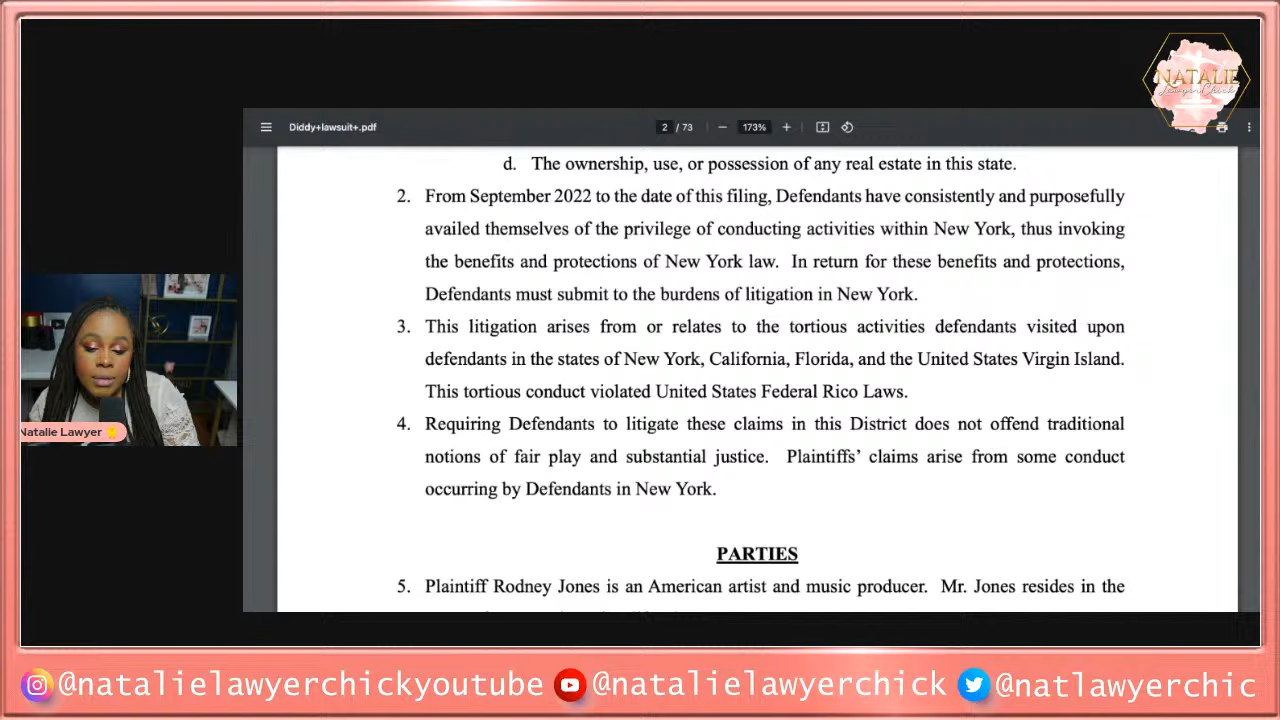 NATALIE
LawyerChick
Diddy+lawsuit+.pdf
2 / 73
173%
d. The ownership, use, or possession of any real estate in this state.
2. From September 2022 to the date of this filing, Defendants have consistently and purposefully
availed themselves of the privilege of conducting activities within New York, thus invoking
the benefits and protections of New York law. In return for these benefits and protections,
Defendants must submit to the burdens of litigation in New York.
3. This litigation arises from or relates to the tortious activities defendants visited upon
defendants in the states of New York, California, Florida, and the United States Virgin Island.
This tortious conduct violated United States Federal Rico Laws.
4. Requiring Defendants to litigate these claims in this District does not offend traditional
notions of fair play and substantial justice. Plaintiffs’ claims arise from some conduct
occurring by Defendants in New York.
PARTIES
5. Plaintiff Rodney Jones is an American artist and music producer. Mr. Jones resides in the
Natalie Lawyer
@natalielawyerchickyoutube
@natalielawyerchick
@natlawyerchic